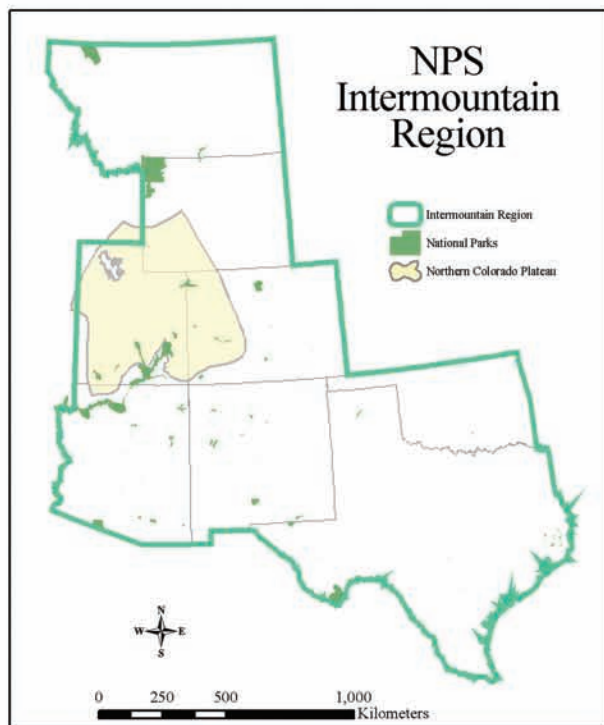 NPS
Intermountain
Region
Intermountain Region
National Parks
Northern Colorado Plateau
N
W E
S
0 250 500 1,000
Kilometers